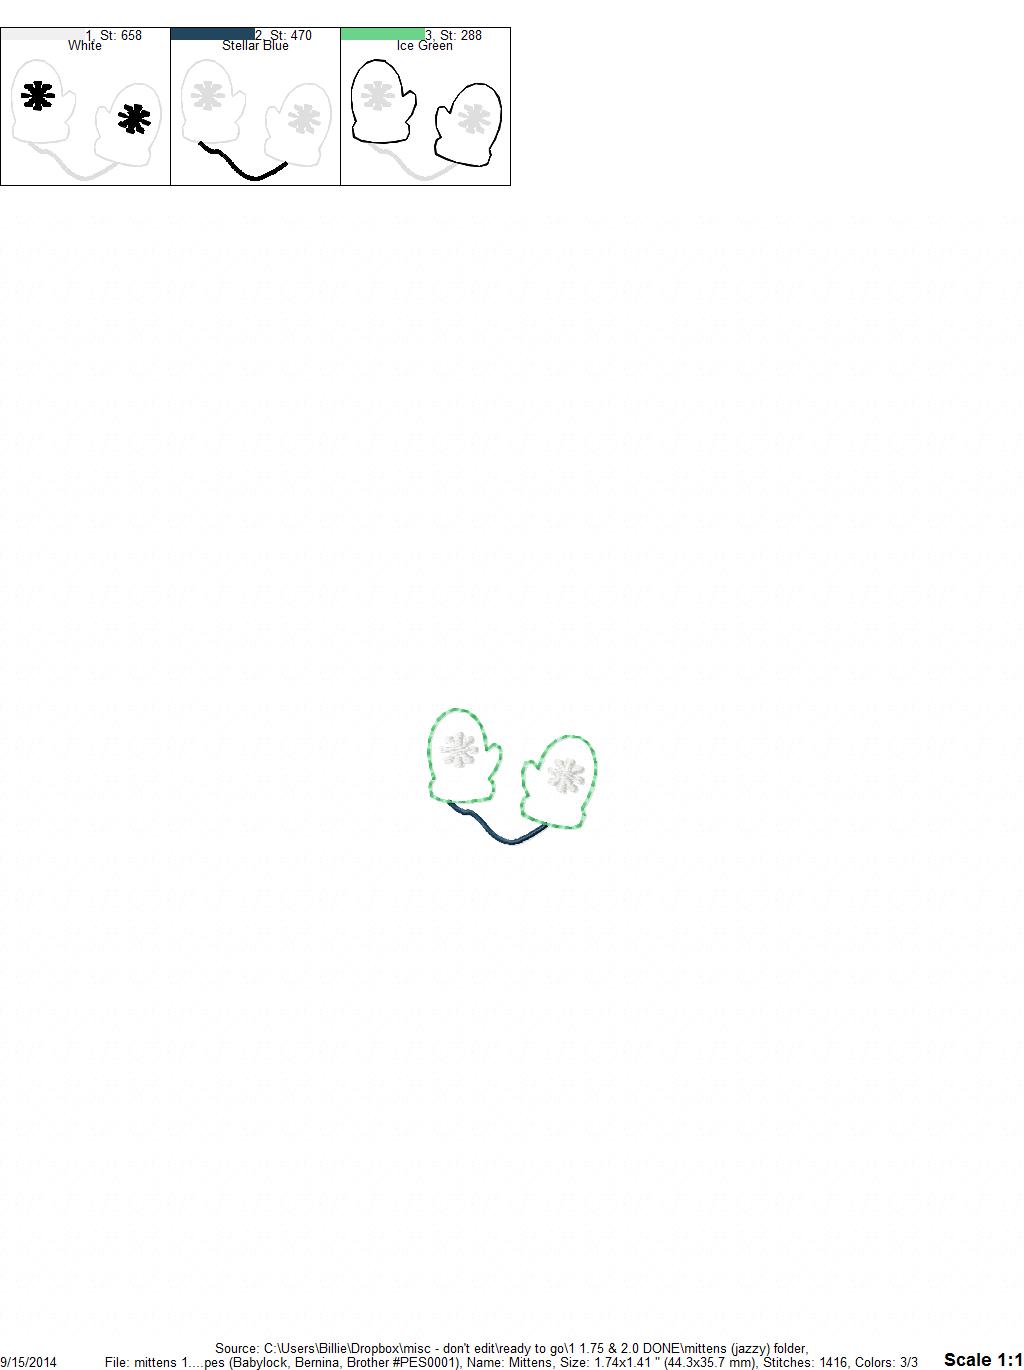 1, St: 658
White
2, St: 470
Stellar Blue
3, St: 288
Ice Green
Source: C:\Users\Billie\Dropbox\misc - don't edit\ready to go\1 1.75 & 2.0 DONE\mittens (jazzy) folder,
9/15/2014 File: mittens 1....pes (Babylock, Bernina, Brother #PES0001), Name: Mittens, Size: 1.74x1.41 " (44.3x35.7 mm), Stitches: 1416, Colors: 3/3 Scale 1:1